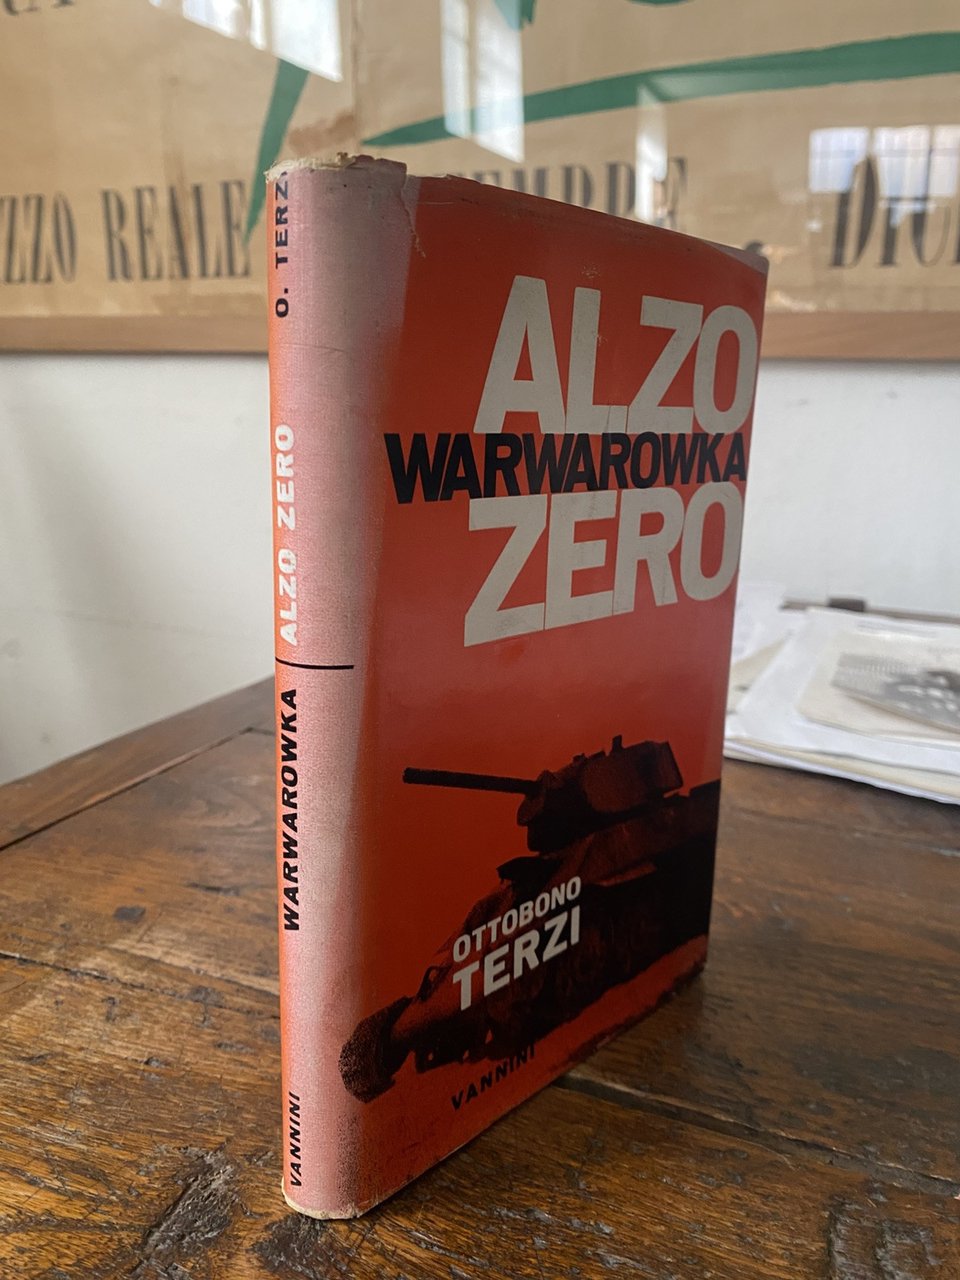 ZZO REALE
O. TERZI
ALZO ZERO
WARWAROWKA
VANNINI
ALZO
WARWAROWKA
ZERO
OTTOBONO
TERZI
VANNINI